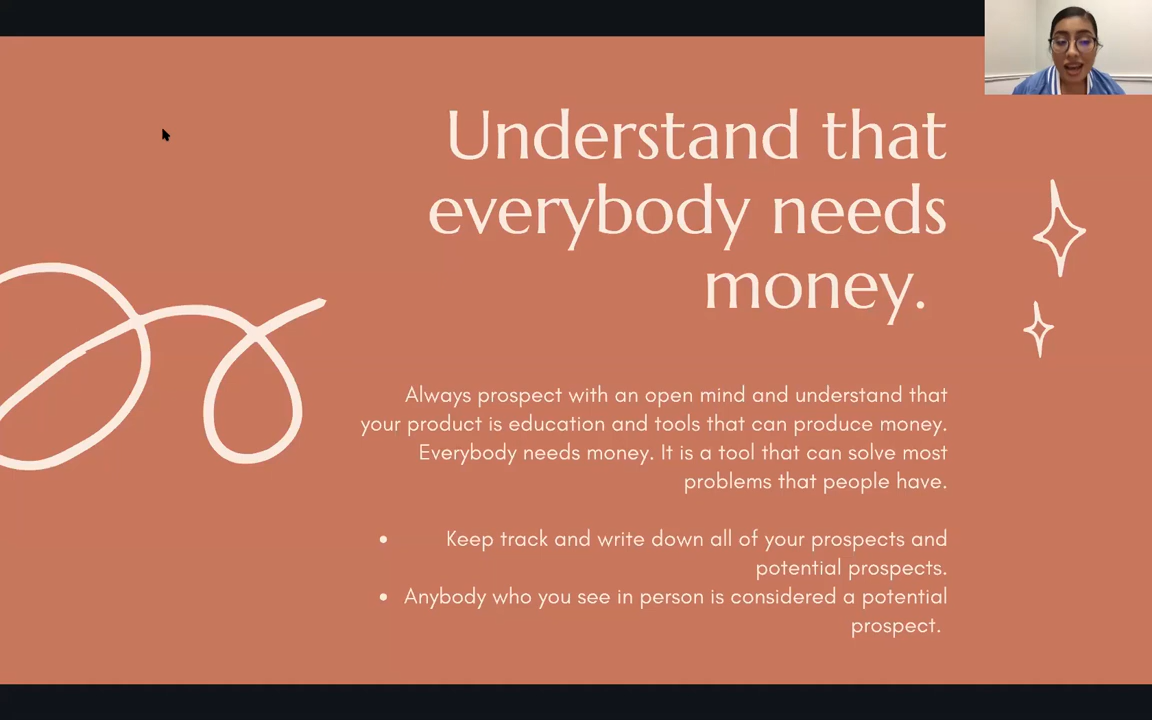 Understand that
everybody needs
money.
Always prospect with an open mind and understand that
your product is education and tools that can produce money.
Everybody needs money. It is a tool that can solve most
problems that people have.
• Keep track and write down all of your prospects and
potential prospects.
• Anybody who you see in person is considered a potential
prospect.